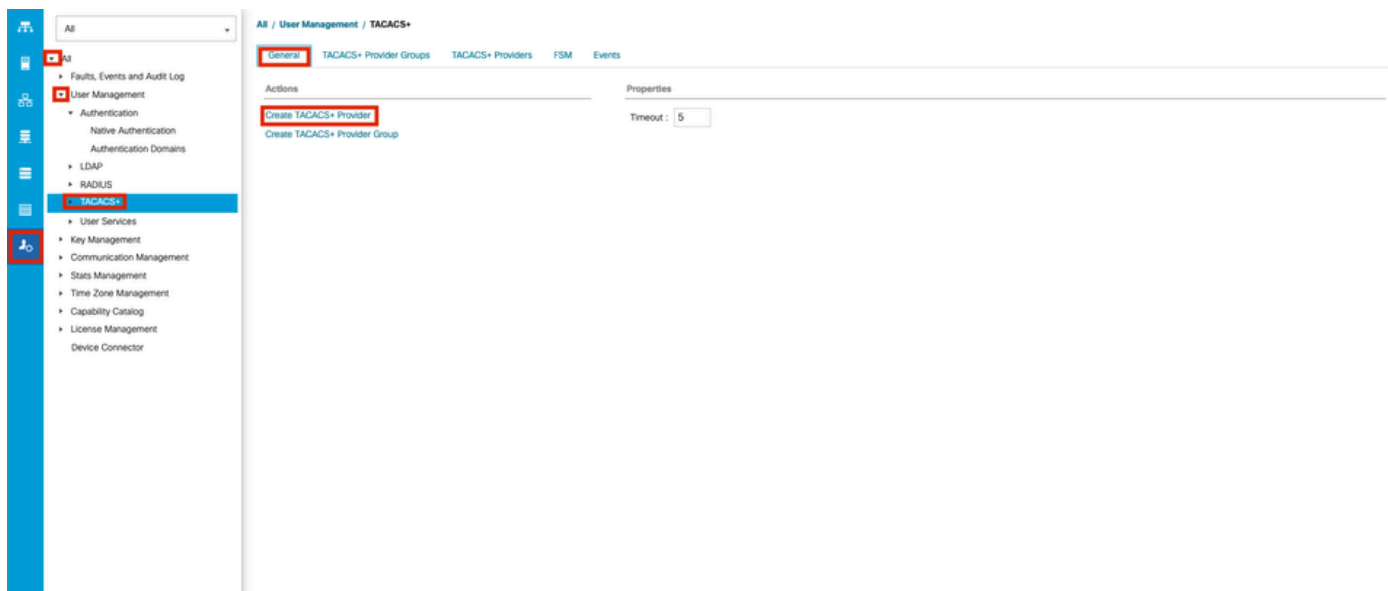 All
All
Faults, Events and Audit Log
User Management
Authentication
Native Authentication
Authentication Domains
LDAP
RADIUS
TACACS+
User Services
Key Management
Communication Management
Stats Management
Time Zone Management
Capability Catalog
License Management
Device Connector
All / User Management / TACACS+
General TACACS+ Provider Groups TACACS+ Providers FSM Events
Actions
Create TACACS+ Provider
Create TACACS+ Provider Group
Properties
Timeout : 5